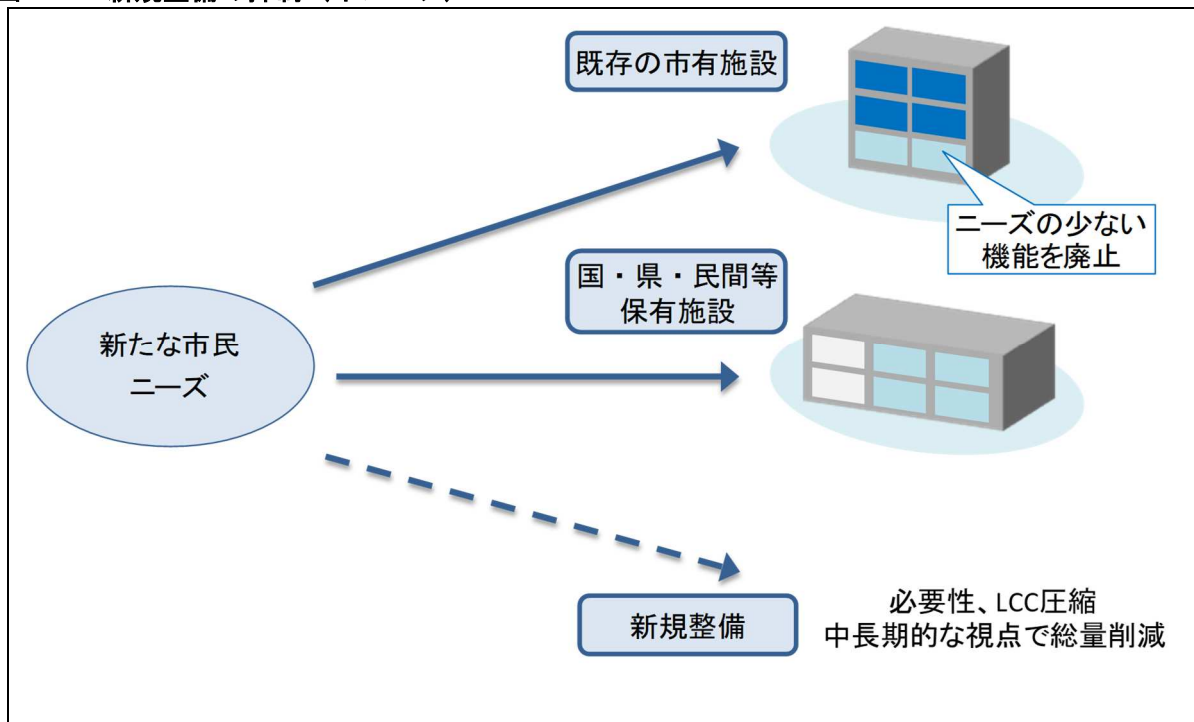 既存の市有施設
ニーズの少ない
機能を廃止
国・県・民間等
保有施設
新たな市民
ニーズ
新規整備
必要性、LCC圧縮
中長期的な視点で総量削減